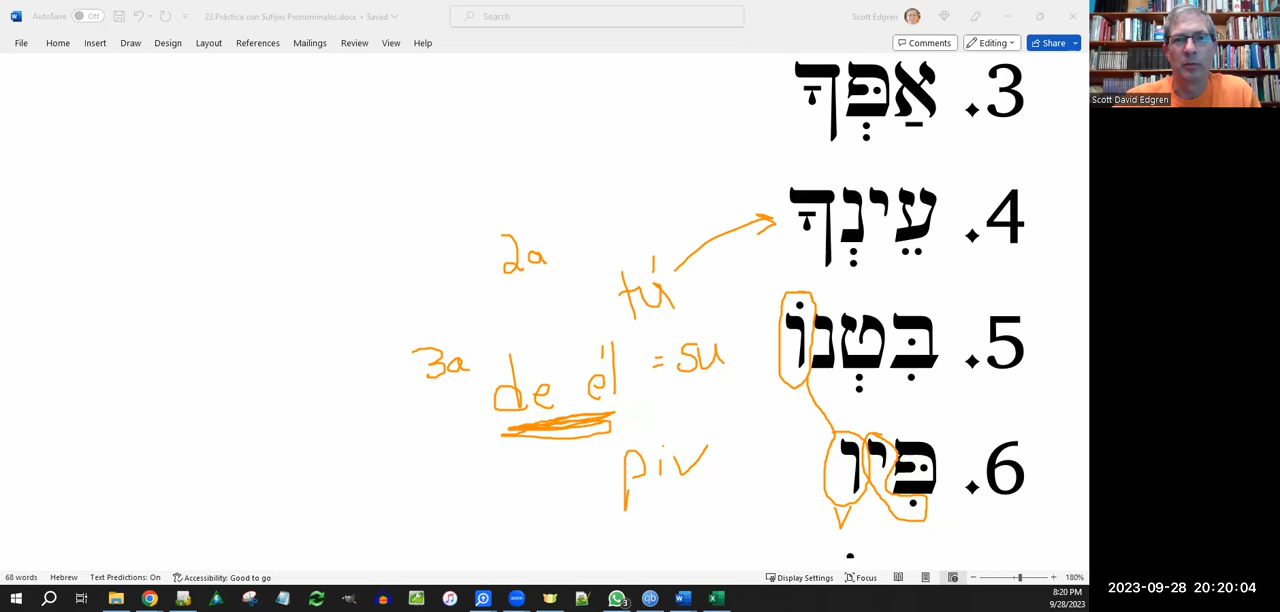 AutoSave Off 23.Práctica con Sufijos Pronominales.docx • Saved Search Scott Edgren
File Home Insert Draw Design Layout References Mailings Review View Help Comments Editing Share
Scott David Edgren
3. אַפְּךָ
4. עֵינְךָ
2a
tú
5. בִּטְנוֹ
3a de él = su
6. פִּיו
piv
v
68 words Hebrew Text Predictions: On Accessibility: Good to go Display Settings Focus 180%
3
8:20 PM
9/28/2023
2023-09-28 20:20:04